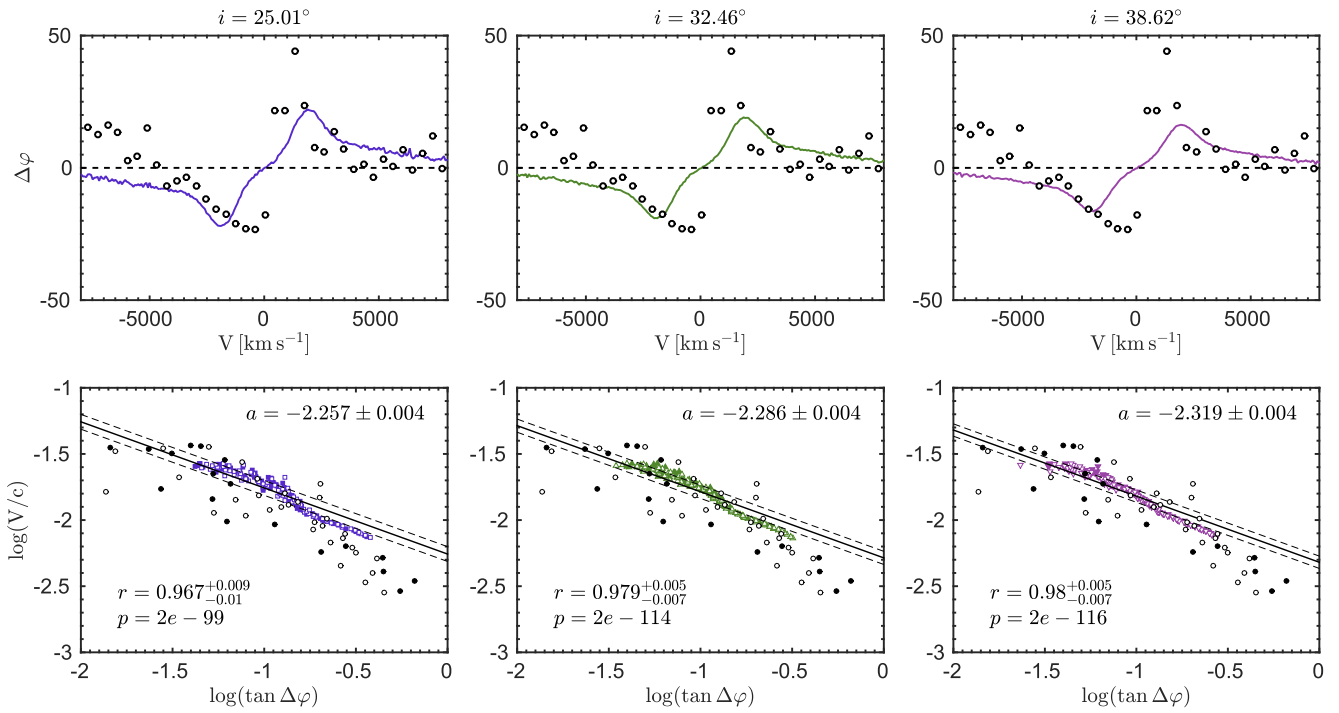 i = 25.01°
i = 32.46°
i = 38.62°
50
0
-50
Δφ
-5000 0 5000
V [km s⁻¹]
-5000 0 5000
V [km s⁻¹]
-5000 0 5000
V [km s⁻¹]
-1
-1.5
-2
-2.5
-3
log(V/c)
a = −2.257 ± 0.004
r = 0.967 +0.009 −0.01
p = 2e − 99
-2 -1.5 -1 -0.5 0
log(tan Δφ)
a = −2.286 ± 0.004
r = 0.979 +0.005 −0.007
p = 2e − 114
-2 -1.5 -1 -0.5 0
log(tan Δφ)
a = −2.319 ± 0.004
r = 0.98 +0.005 −0.007
p = 2e − 116
-2 -1.5 -1 -0.5 0
log(tan Δφ)